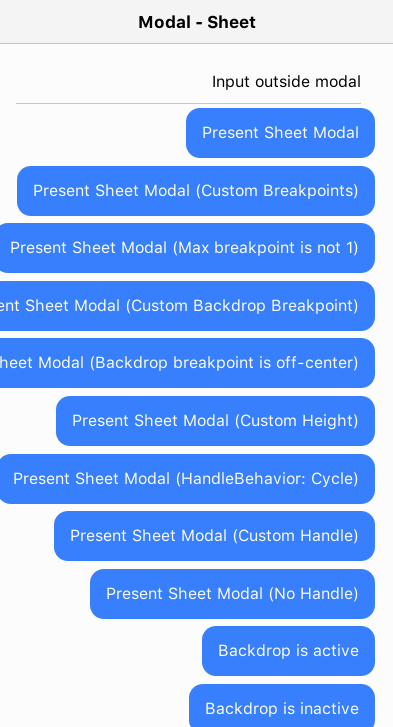 Modal - Sheet
Input outside modal
Present Sheet Modal
Present Sheet Modal (Custom Breakpoints)
Present Sheet Modal (Max breakpoint is not 1)
Sheet Modal (Custom Backdrop Breakpoint)
Modal (Backdrop breakpoint is off-center)
Present Sheet Modal (Custom Height)
Present Sheet Modal (HandleBehavior: Cycle)
Present Sheet Modal (Custom Handle)
Present Sheet Modal (No Handle)
Backdrop is active
Backdrop is inactive